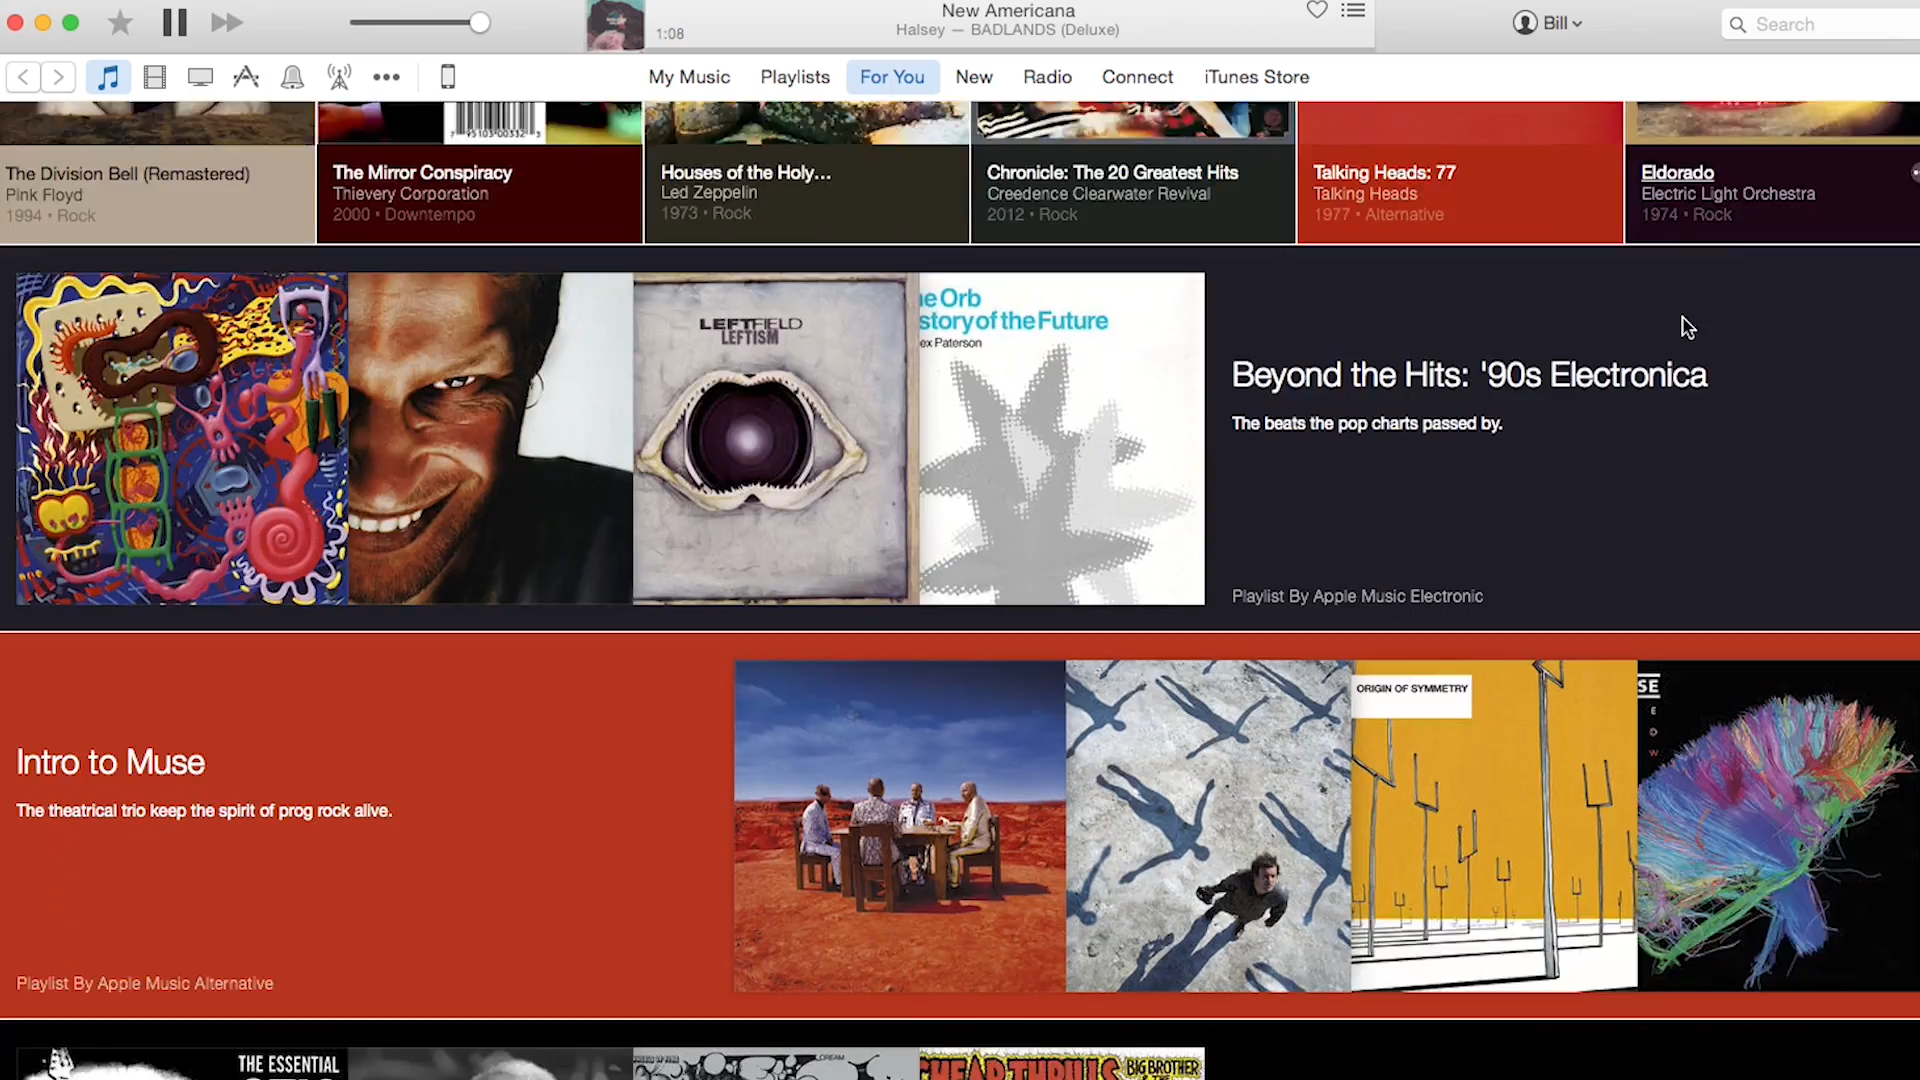 New Americana
Halsey — BADLANDS (Deluxe)
1:08
Bill
Search
My Music
Playlists
For You
New
Radio
Connect
iTunes Store
The Division Bell (Remastered)
Pink Floyd
1994 • Rock
The Mirror Conspiracy
Thievery Corporation
2000 • Downtempo
Houses of the Holy...
Led Zeppelin
1973 • Rock
Chronicle: The 20 Greatest Hits
Creedence Clearwater Revival
2012 • Rock
Talking Heads: 77
Talking Heads
1977 • Alternative
Eldorado
Electric Light Orchestra
1974 • Rock
LEFTFIELD
LEFTISM
e Orb
story of the Future
ex Paterson
Beyond the Hits: '90s Electronica
The beats the pop charts passed by.
Playlist By Apple Music Electronic
Intro to Muse
The theatrical trio keep the spirit of prog rock alive.
Playlist By Apple Music Alternative
ORIGIN OF SYMMETRY
SE
THE ESSENTIAL
CREAM
CHEAP THRILLS
BIG BROTHER